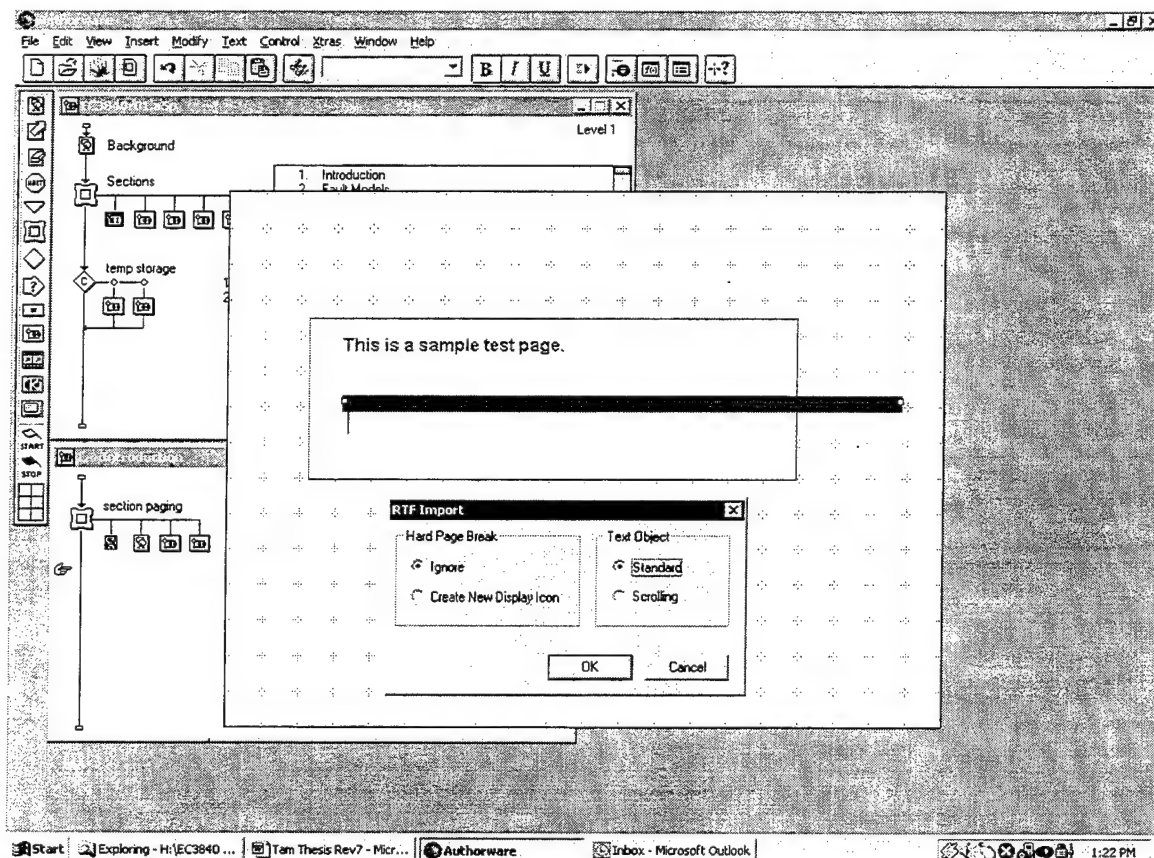 File Edit View Insert Modify Text Control Xtras Window Help
B I U
Level 1
Background
Sections
1. Introduction
2. Fault Models
temp storage
START
STOP
section paging
This is a sample test page.
RTF Import
Hard Page Break
Ignore
Create New Display Icon
Text Object
Standard
Scrolling
OK
Cancel
Start
Exploring - H:\EC3840 ...
Tam Thesis Rev7 - Micr...
Authorware
Inbox - Microsoft Outlook
1:22 PM